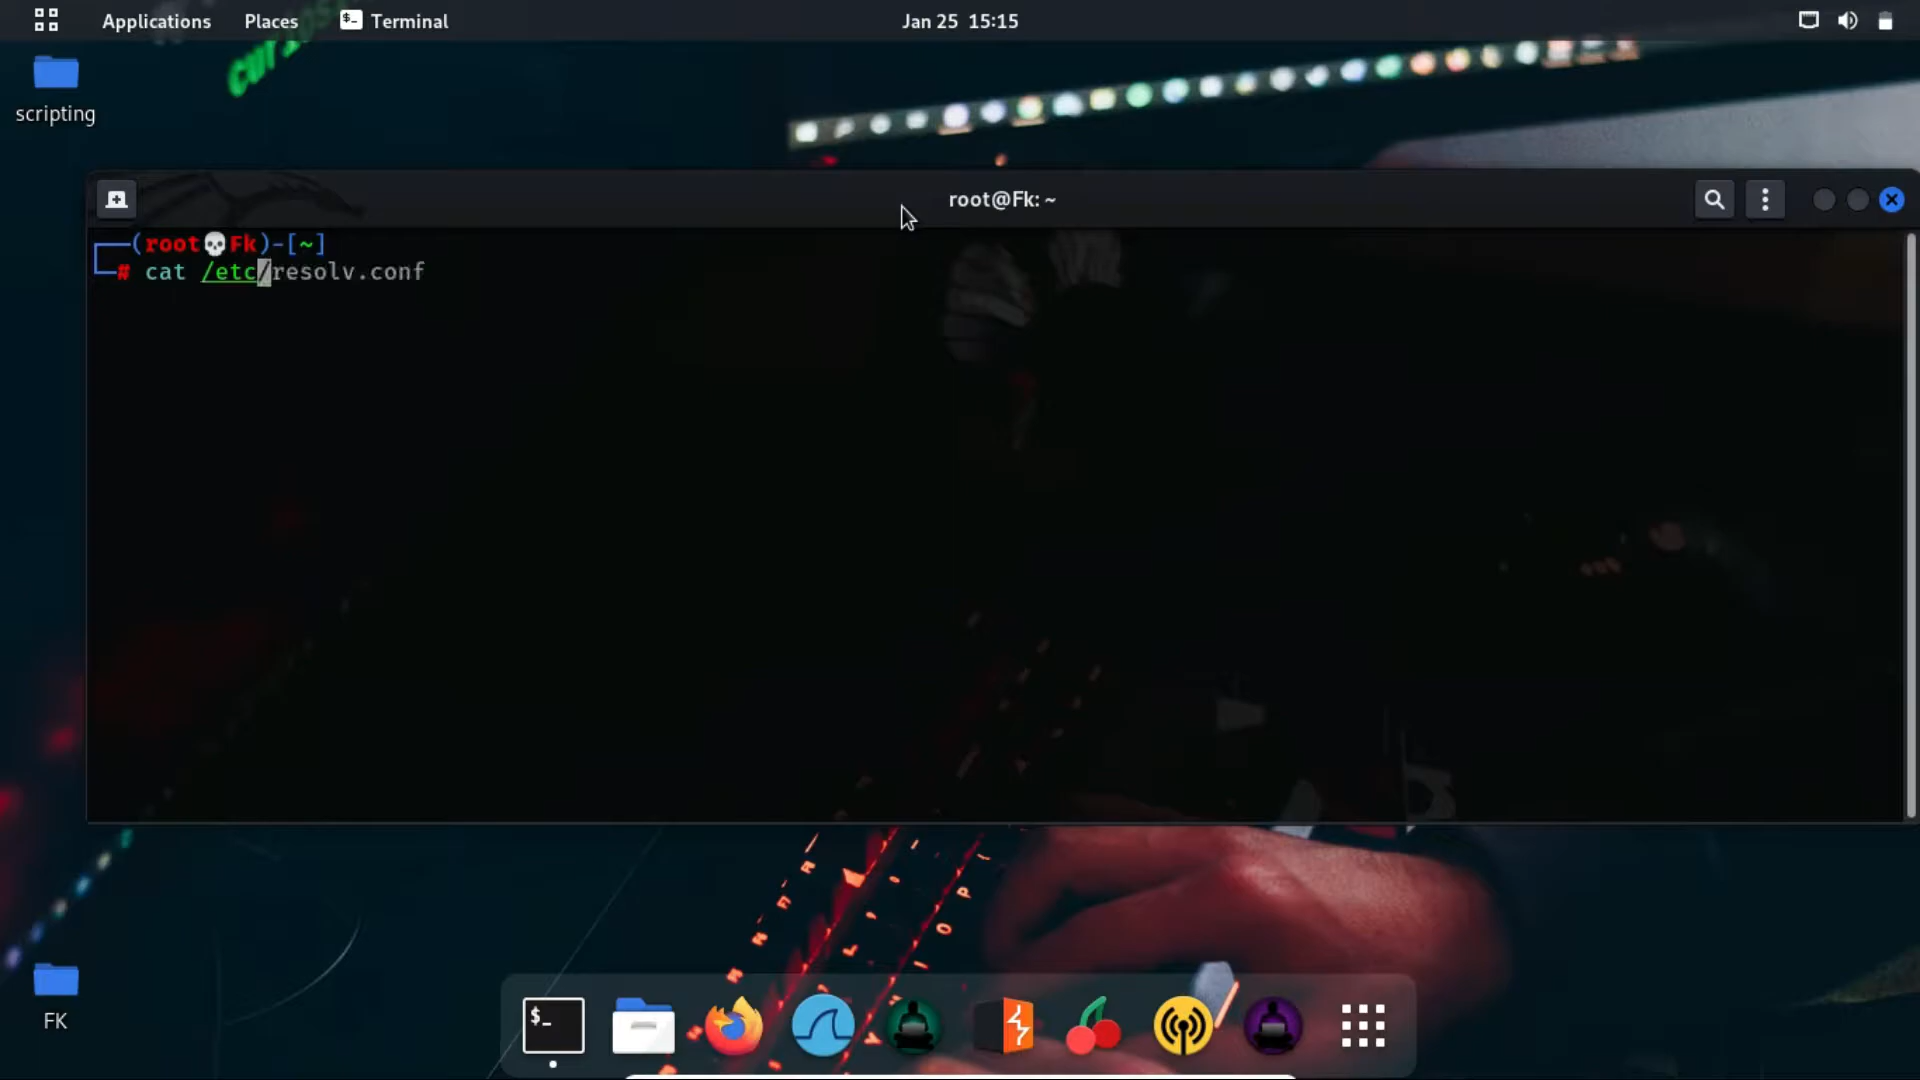 Applications Places Terminal Jan 25 15:15
scripting
root@Fk: ~
(root💀Fk)-[~]
# cat /etc/resolv.conf
FK
$_